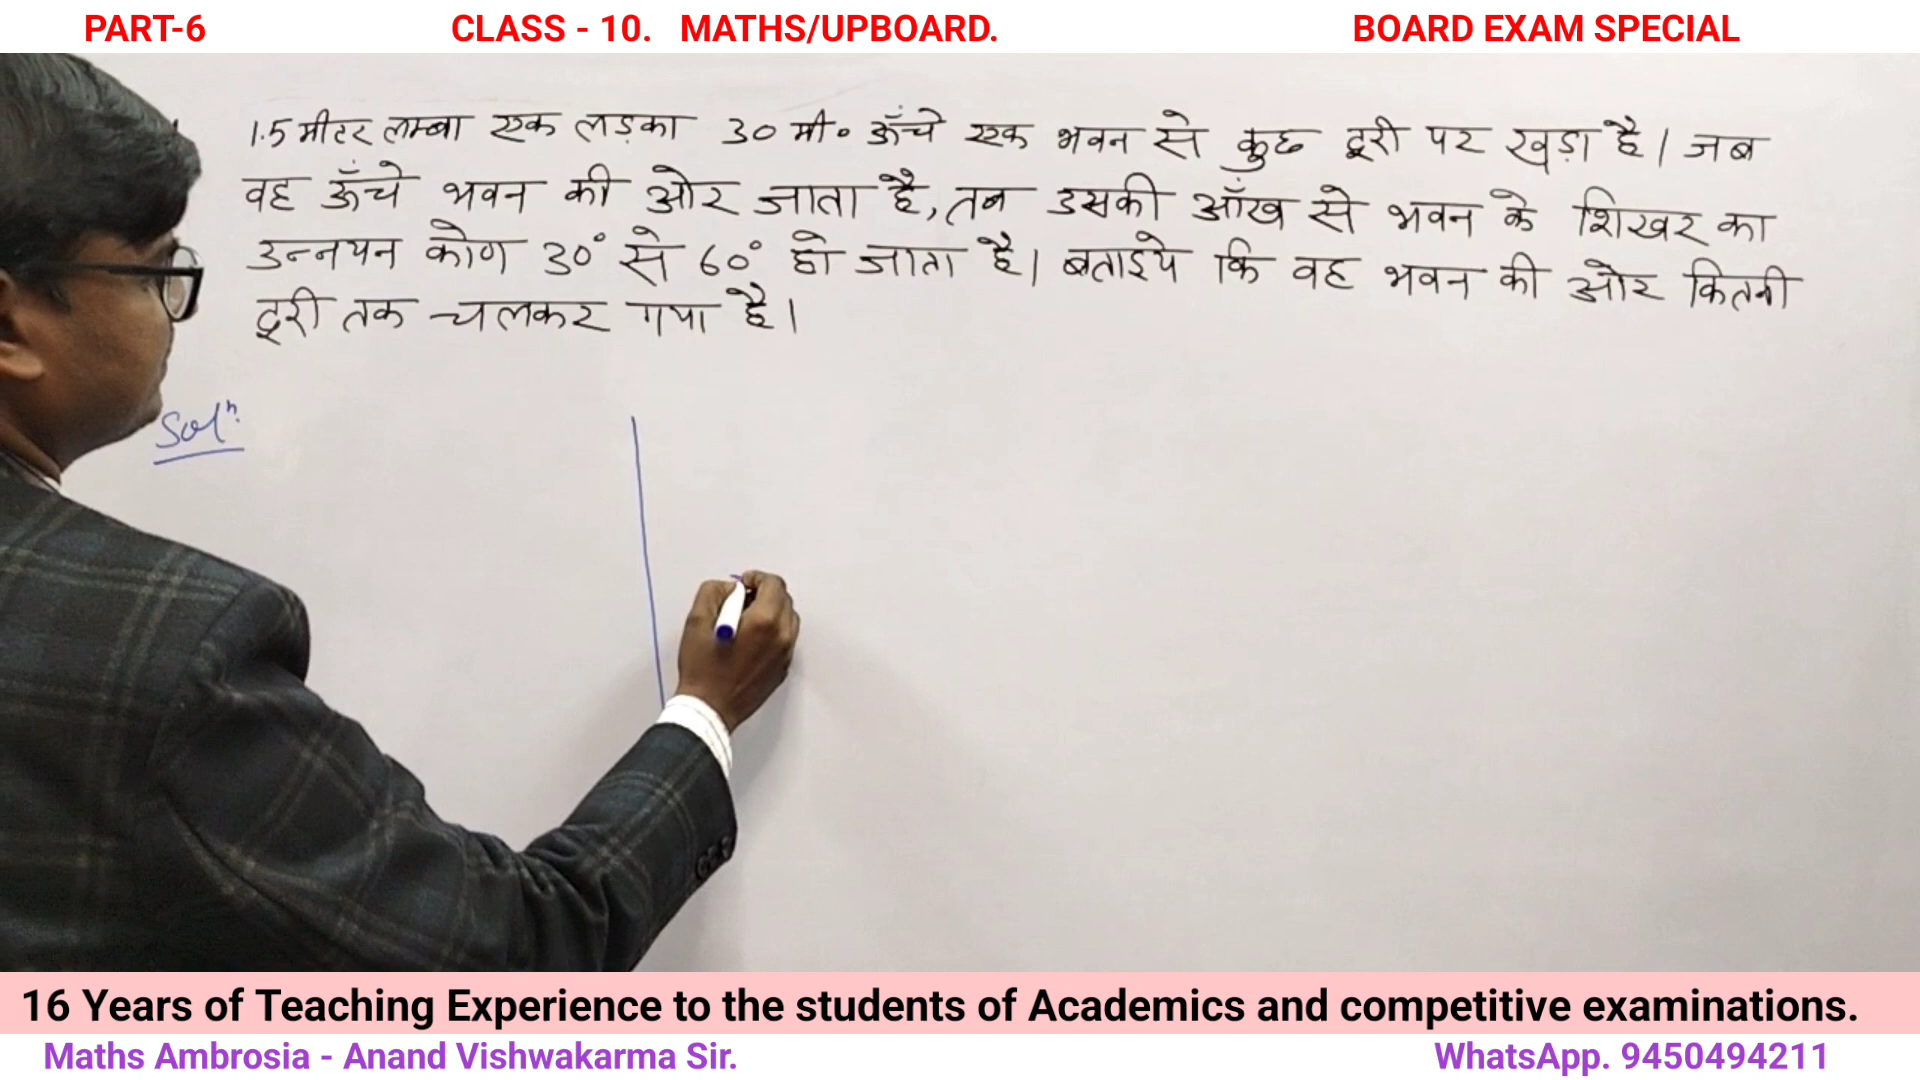 PART-6 CLASS - 10. MATHS/UPBOARD. BOARD EXAM SPECIAL
1.5 मीटर लम्बा एक लड़का 30 मी॰ ऊँचे एक भवन से कुछ दूरी पर खड़ा है। जब
वह ऊँचे भवन की ओर जाता है, तब उसकी आँख से भवन के शिखर का
उन्नयन कोण 30° से 60° हो जाता है। बताइये कि वह भवन की ओर कितनी
दूरी तक चलकर गया है।
Solⁿ.
16 Years of Teaching Experience to the students of Academics and competitive examinations.
Maths Ambrosia - Anand Vishwakarma Sir. WhatsApp. 9450494211